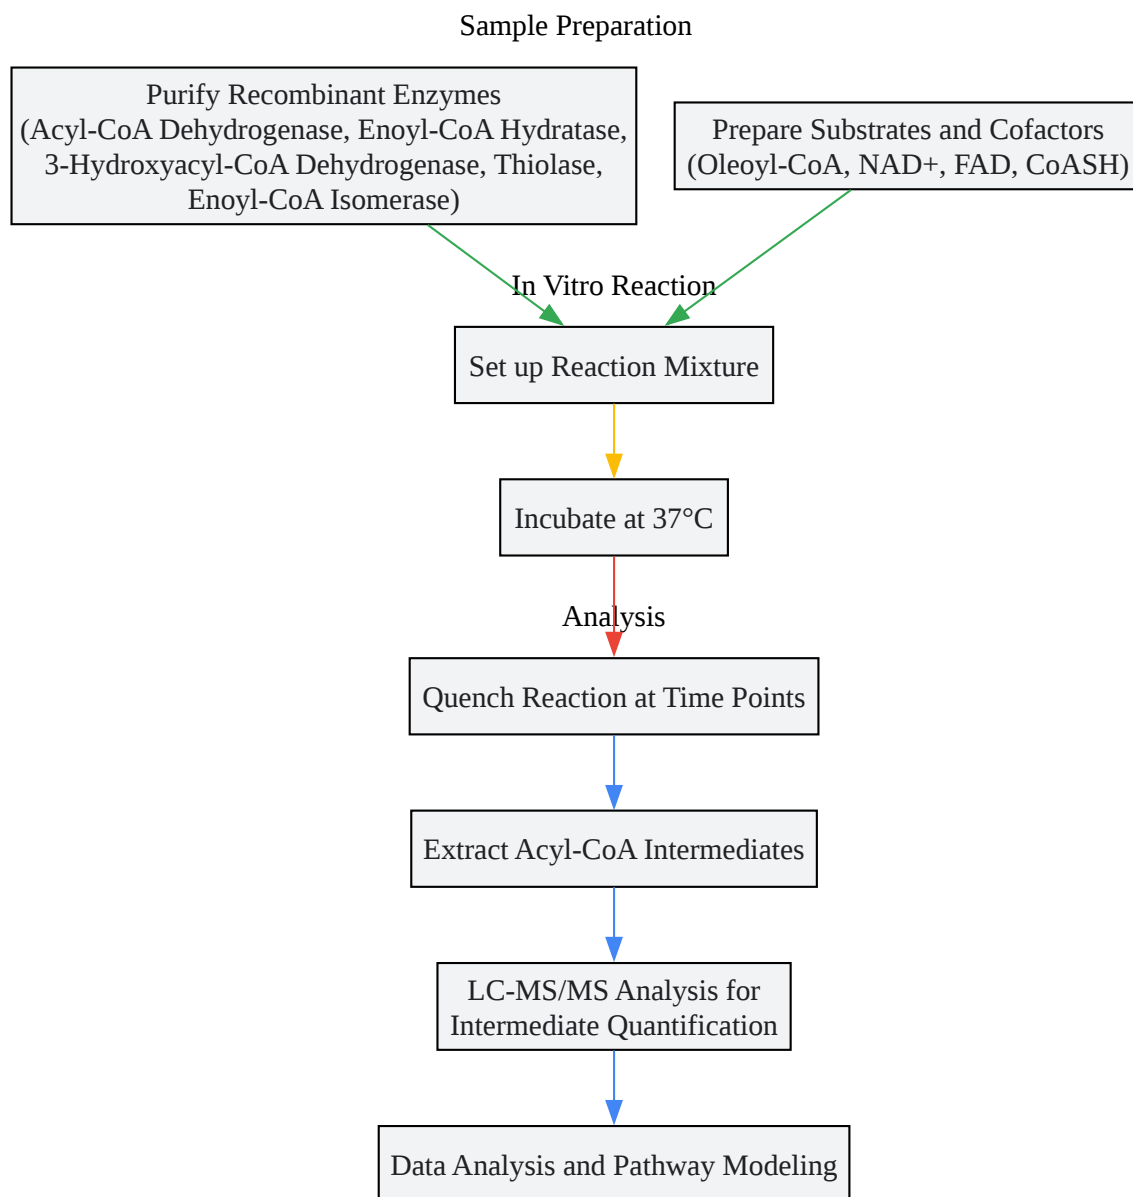 Sample Preparation
Purify Recombinant Enzymes
(Acyl-CoA Dehydrogenase, Enoyl-CoA Hydratase,
3-Hydroxyacyl-CoA Dehydrogenase, Thiolase,
Enoyl-CoA Isomerase)
Prepare Substrates and Cofactors
(Oleoyl-CoA, NAD+, FAD, CoASH)
In Vitro Reaction
Set up Reaction Mixture
Incubate at 37°C
Analysis
Quench Reaction at Time Points
Extract Acyl-CoA Intermediates
LC-MS/MS Analysis for
Intermediate Quantification
Data Analysis and Pathway Modeling